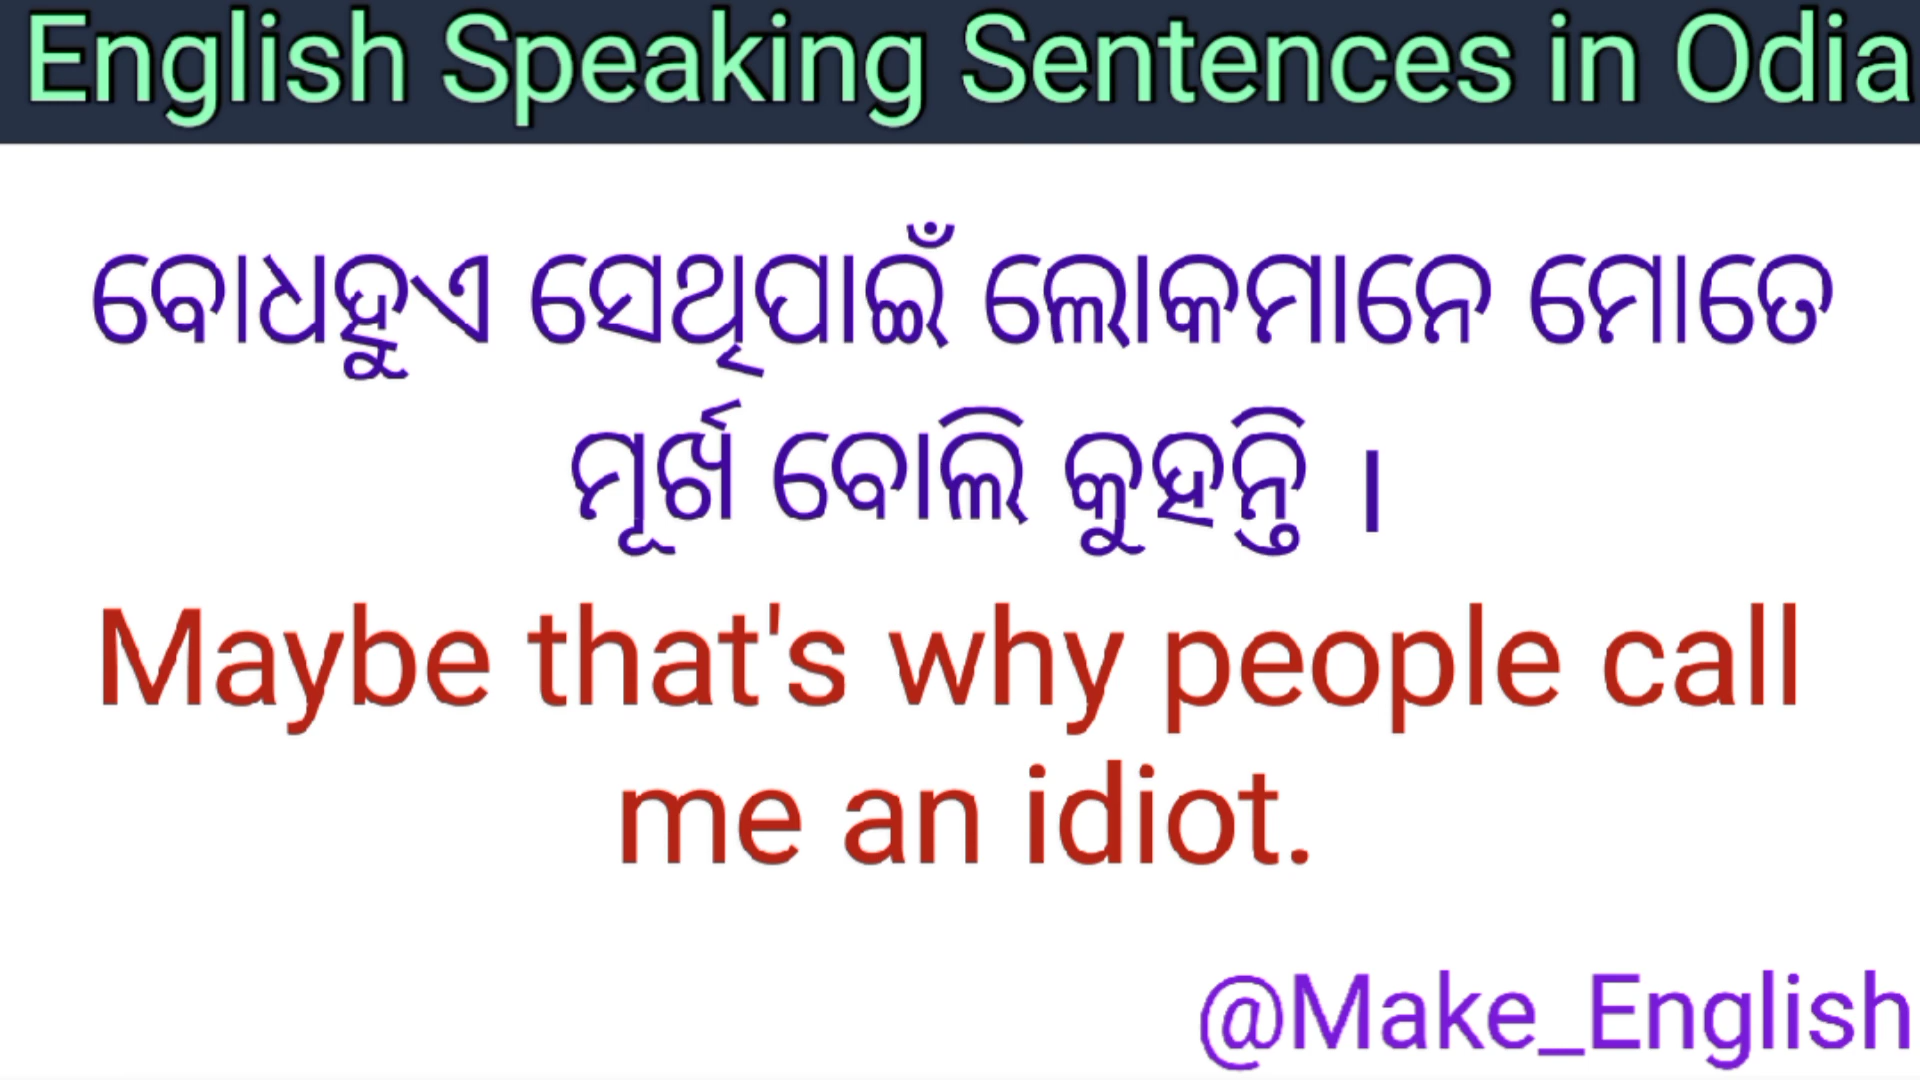 English Speaking Sentences in Odia
ବୋଧହୁଏ ସେଥିପାଇଁ ଲୋକମାନେ ମୋତେ
ମୂର୍ଖ ବୋଲି କୁହନ୍ତି ।
Maybe that's why people call
me an idiot.
@Make_English